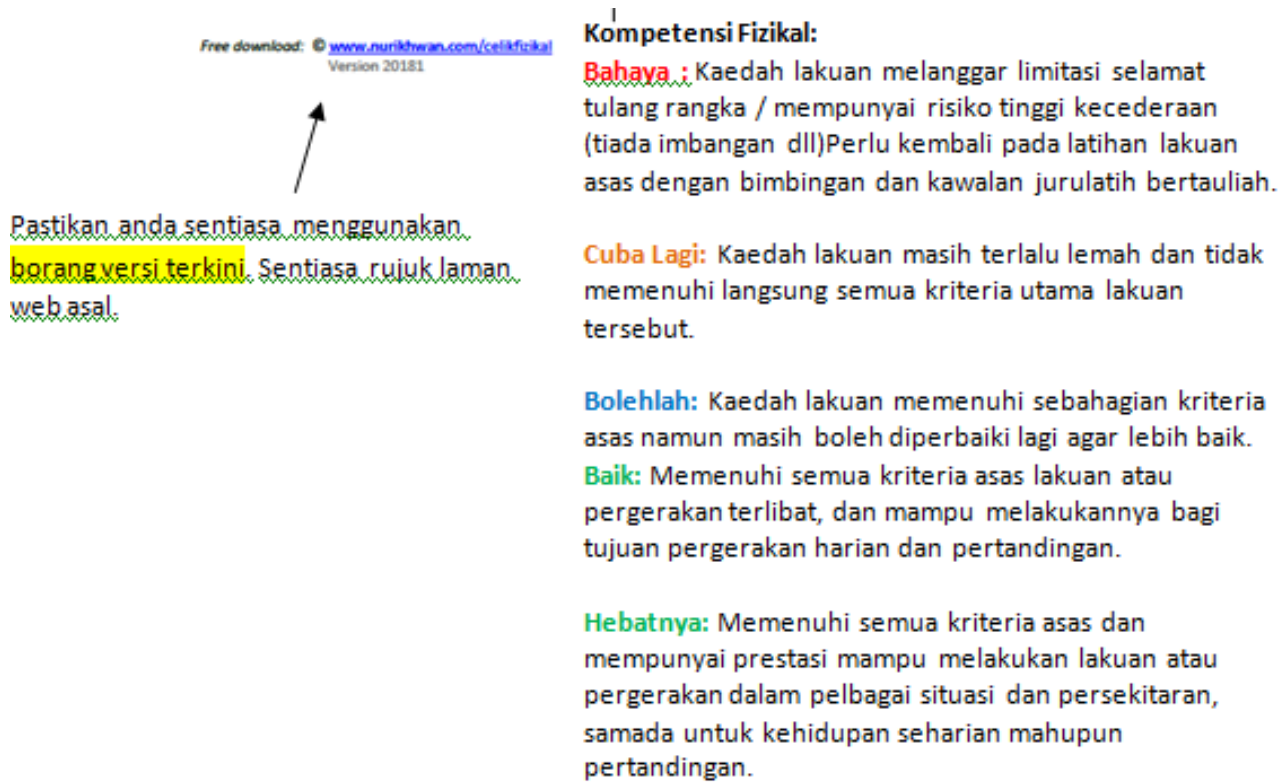 Free download: © www.nurikhwan.com/celikfizikal
Version 20181
Pastikan anda sentiasa menggunakan
borang versi terkini. Sentiasa rujuk laman
web asal.
Kompetensi Fizikal:
Bahaya : Kaedah lakuan melanggar limitasi selamat
tulang rangka / mempunyai risiko tinggi kecederaan
(tiada imbangan dll)Perlu kembali pada latihan lakuan
asas dengan bimbingan dan kawalan jurulatih bertauliah.
Cuba Lagi: Kaedah lakuan masih terlalu lemah dan tidak
memenuhi langsung semua kriteria utama lakuan
tersebut.
Bolehlah: Kaedah lakuan memenuhi sebahagian kriteria
asas namun masih boleh diperbaiki lagi agar lebih baik.
Baik: Memenuhi semua kriteria asas lakuan atau
pergerakan terlibat, dan mampu melakukannya bagi
tujuan pergerakan harian dan pertandingan.
Hebatnya: Memenuhi semua kriteria asas dan
mempunyai prestasi mampu melakukan lakuan atau
pergerakan dalam pelbagai situasi dan persekitaran,
samada untuk kehidupan seharian mahupun
pertandingan.